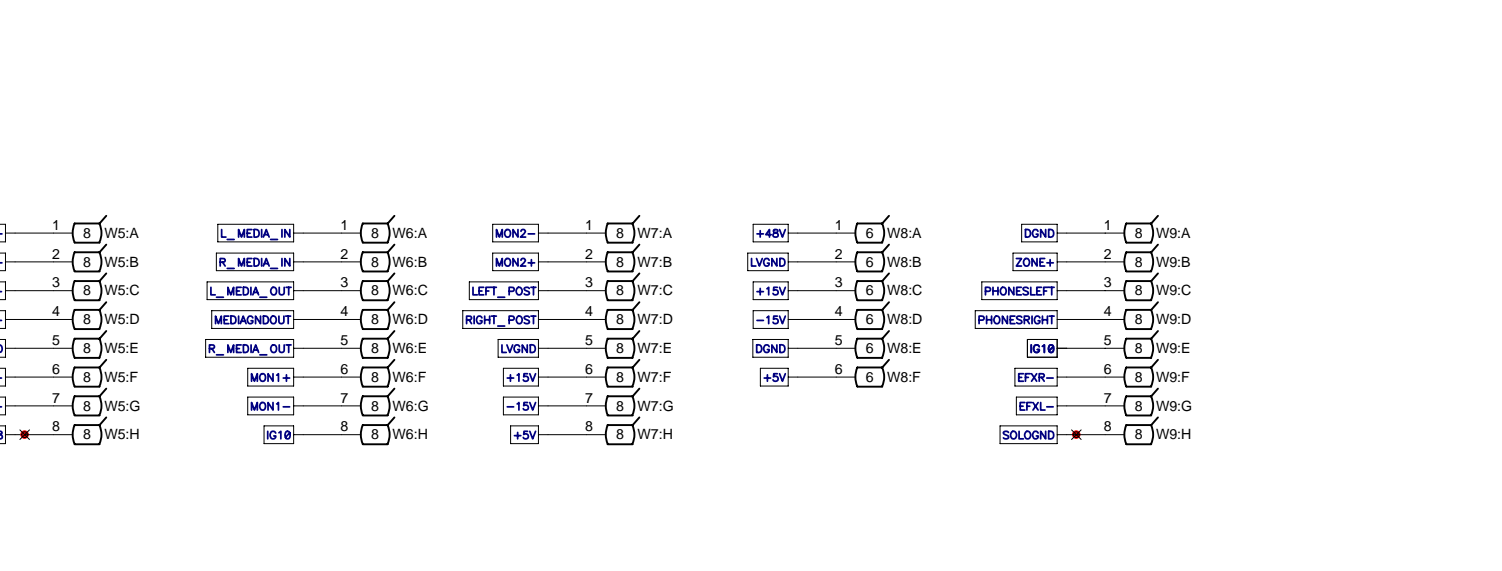 1 8 W5:A
2 8 W5:B
3 8 W5:C
4 8 W5:D
5 8 W5:E
6 8 W5:F
7 8 W5:G
8 8 W5:H
L_MEDIA_IN 1 8 W6:A
R_MEDIA_IN 2 8 W6:B
L_MEDIA_OUT 3 8 W6:C
MEDIAGNDOUT 4 8 W6:D
R_MEDIA_OUT 5 8 W6:E
MON1+ 6 8 W6:F
MON1- 7 8 W6:G
IG10 8 8 W6:H
MON2- 1 8 W7:A
MON2+ 2 8 W7:B
LEFT_POST 3 8 W7:C
RIGHT_POST 4 8 W7:D
LVGND 5 8 W7:E
+15V 6 8 W7:F
-15V 7 8 W7:G
+5V 8 8 W7:H
+48V 1 6 W8:A
LVGND 2 6 W8:B
+15V 3 6 W8:C
-15V 4 6 W8:D
DGND 5 6 W8:E
+5V 6 6 W8:F
DGND 1 8 W9:A
ZONE+ 2 8 W9:B
PHONESLEFT 3 8 W9:C
PHONESRIGHT 4 8 W9:D
IG10 5 8 W9:E
EFXR- 6 8 W9:F
EFXL- 7 8 W9:G
SOLOGND 8 8 W9:H